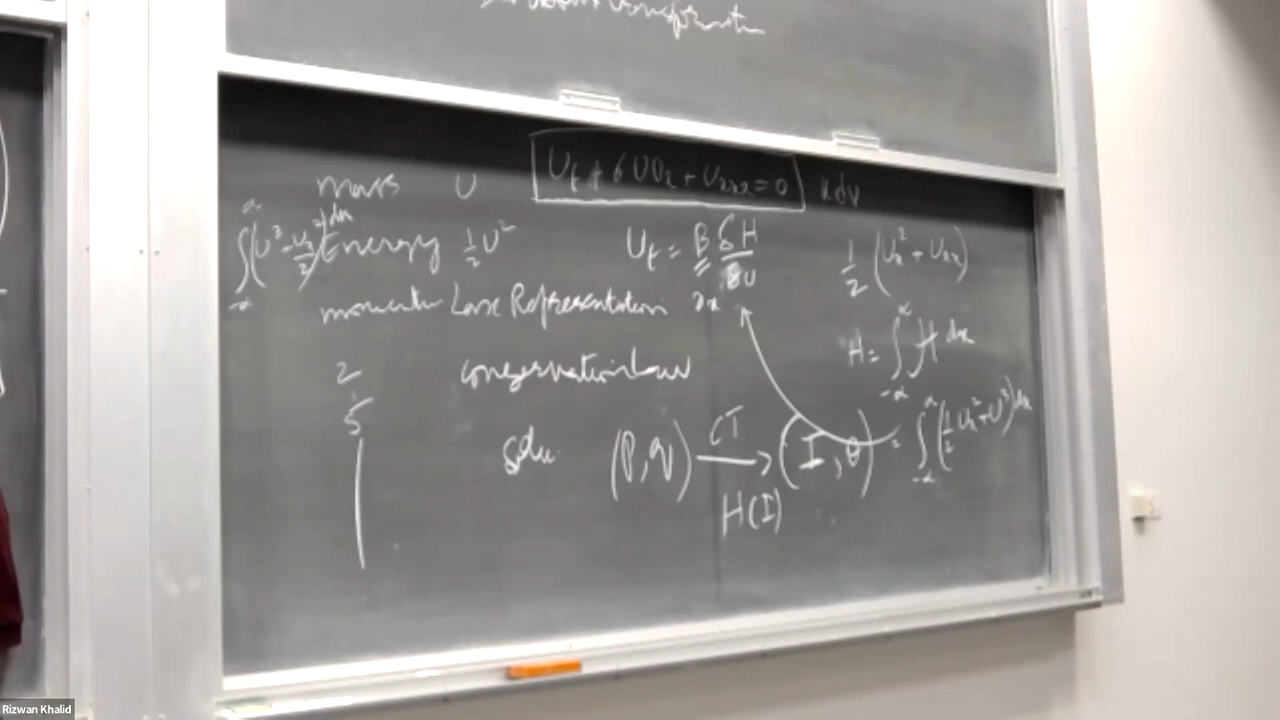 mass U U_t + 6UU_x + U_xxx = 0 kdv
∫_{-α}^{α} (U³ - U_x²/2) dx Energy ½U² U_t = B δH/δU ½(U_x² + U_xx)
momentum Lax Representation ∂x
H = ∫_{-α}^{α} H dx
2 conservation law
5
Soln. (P, q) CT → (I, θ) = ∫_{-α}^{α} (½U_x² + U³) dx
H(I)
Rizwan Khalid